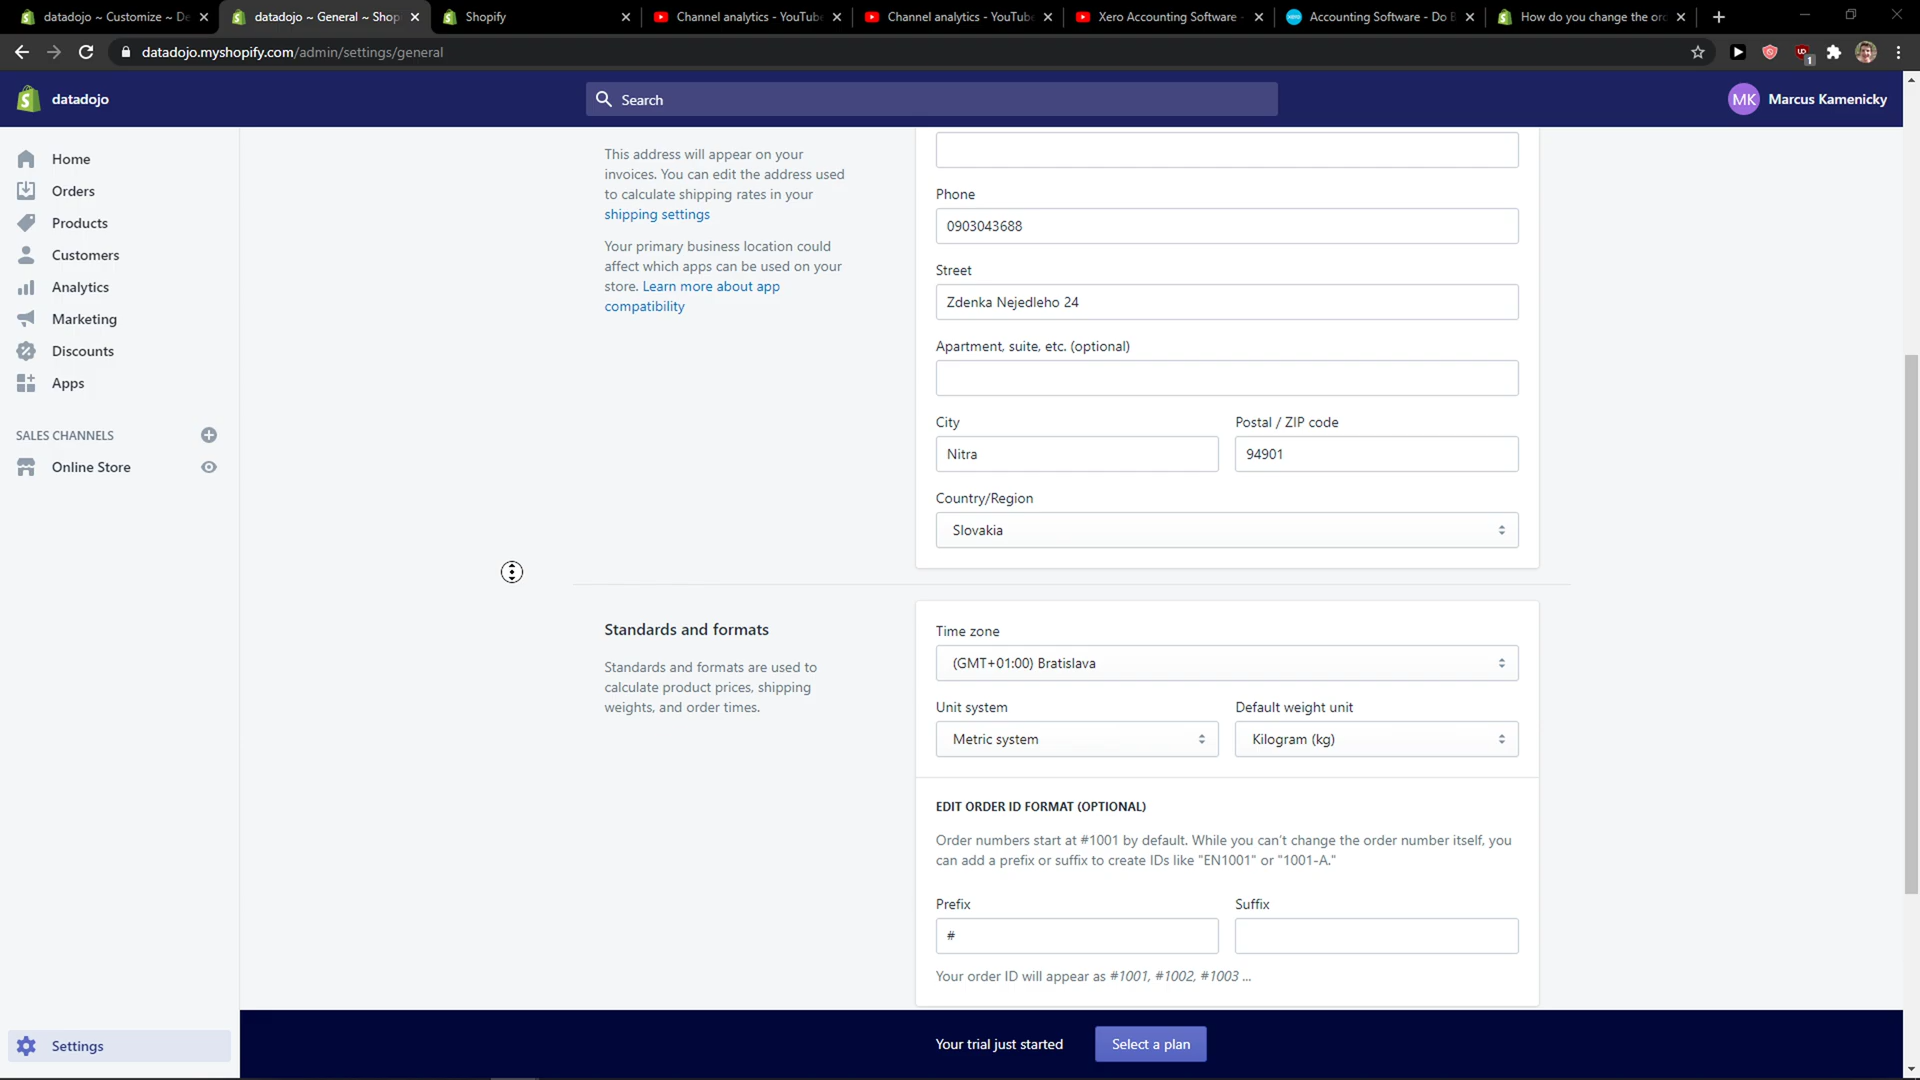 datadojo ~ Customize ~ De
datadojo ~ General ~ Shop
Shopify
Channel analytics - YouTube
Channel analytics - YouTube
Xero Accounting Software -
Accounting Software - Do B
How do you change the ord
datadojo.myshopify.com/admin/settings/general
1
datadojo
Search
MK
Marcus Kamenicky
Home
Orders
Products
Customers
Analytics
Marketing
Discounts
Apps
SALES CHANNELS
Online Store
Settings
This address will appear on your
invoices. You can edit the address used
to calculate shipping rates in your
shipping settings
Your primary business location could
affect which apps can be used on your
store. Learn more about app
compatibility
Phone
0903043688
Street
Zdenka Nejedleho 24
Apartment, suite, etc. (optional)
City
Postal / ZIP code
Nitra
94901
Country/Region
Slovakia
Standards and formats
Standards and formats are used to
calculate product prices, shipping
weights, and order times.
Time zone
(GMT+01:00) Bratislava
Unit system
Default weight unit
Metric system
Kilogram (kg)
EDIT ORDER ID FORMAT (OPTIONAL)
Order numbers start at #1001 by default. While you can't change the order number itself, you
can add a prefix or suffix to create IDs like "EN1001" or "1001-A."
Prefix
Suffix
#
Your order ID will appear as #1001, #1002, #1003 ...
Your trial just started
Select a plan